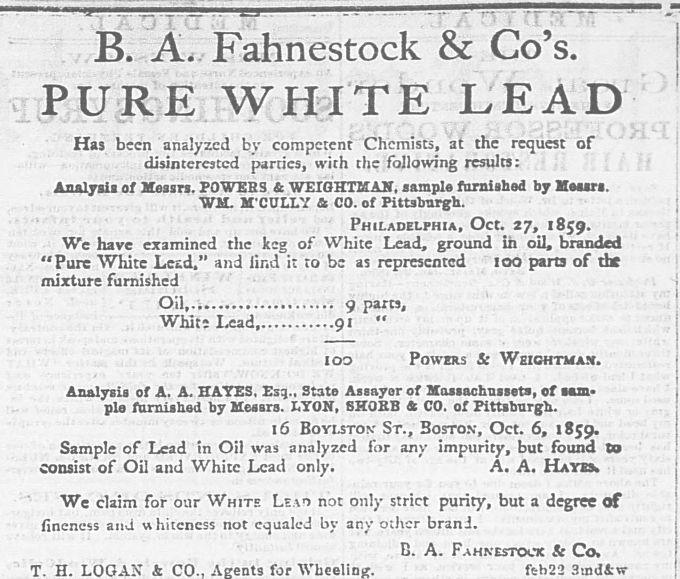 B. A. Fahnestock & Co's.
PURE WHITE LEAD
Has been analyzed by competent Chemists, at the request of
disinterested parties, with the following results:
Analysis of Messrs. POWERS & WEIGHTMAN, sample furnished by Messrs.
WM. M'CULLY & CO. of Pittsburgh.
PHILADELPHIA, Oct. 27, 1859.
We have examined the keg of White Lead, ground in oil, branded
"Pure White Lead," and find it to be as represented 100 parts of the
mixture furnished
Oil,........................ 9 parts,
White Lead,............91 "
100 POWERS & WEIGHTMAN.
Analysis of A. A. HAYES, Esq., State Assayer of Massachussets, of sam-
ple furnished by Messrs. LYON, SHORB & CO. of Pittsburgh.
16 BOYLSTON ST., BOSTON, Oct. 6, 1859.
Sample of Lead in Oil was analyzed for any impurity, but found to
consist of Oil and White Lead only. A. A. HAYES.
We claim for our WHITE LEAD not only strict purity, but a degree of
fineness and whiteness not equaled by any other brand.
B. A. FAHNESTOCK & Co.
T. H. LOGAN & CO., Agents for Wheeling. feb22 3md&w